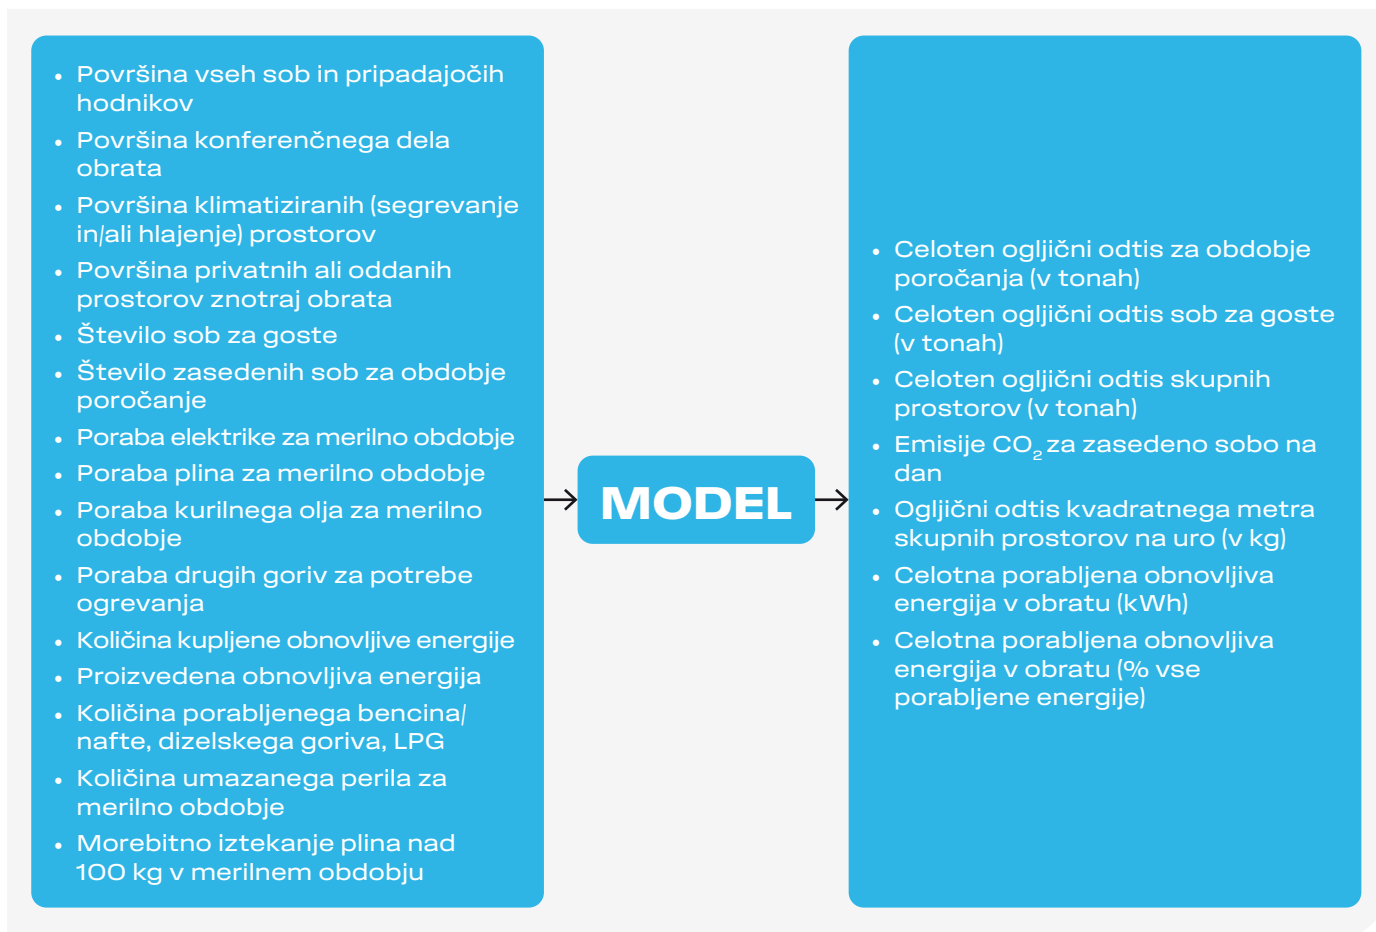 • Površina vseh sob in pripadajočih
hodnikov
• Površina konferenčnega dela
obrata
• Površina klimatiziranih (segrevanje
in/ali hlajenje) prostorov
• Površina privatnih ali oddanih
prostorov znotraj obrata
• Število sob za goste
• Število zasedenih sob za obdobje
poročanje
• Poraba elektrike za merilno obdobje
• Poraba plina za merilno obdobje
• Poraba kurilnega olja za merilno
obdobje
• Poraba drugih goriv za potrebe
ogrevanja
• Količina kupljene obnovljive energije
• Proizvedena obnovljiva energija
• Količina porabljenega bencina/
nafte, dizelskega goriva, LPG
• Količina umazanega perila za
merilno obdobje
• Morebitno iztekanje plina nad
100 kg v merilnem obdobju
MODEL
• Celoten ogljični odtis za obdobje
poročanja (v tonah)
• Celoten ogljični odtis sob za goste
(v tonah)
• Celoten ogljični odtis skupnih
prostorov (v tonah)
• Emisije CO₂ za zasedeno sobo na
dan
• Ogljični odtis kvadratnega metra
skupnih prostorov na uro (v kg)
• Celotna porabljena obnovljiva
energija v obratu (kWh)
• Celotna porabljena obnovljiva
energija v obratu (% vse
porabljene energije)